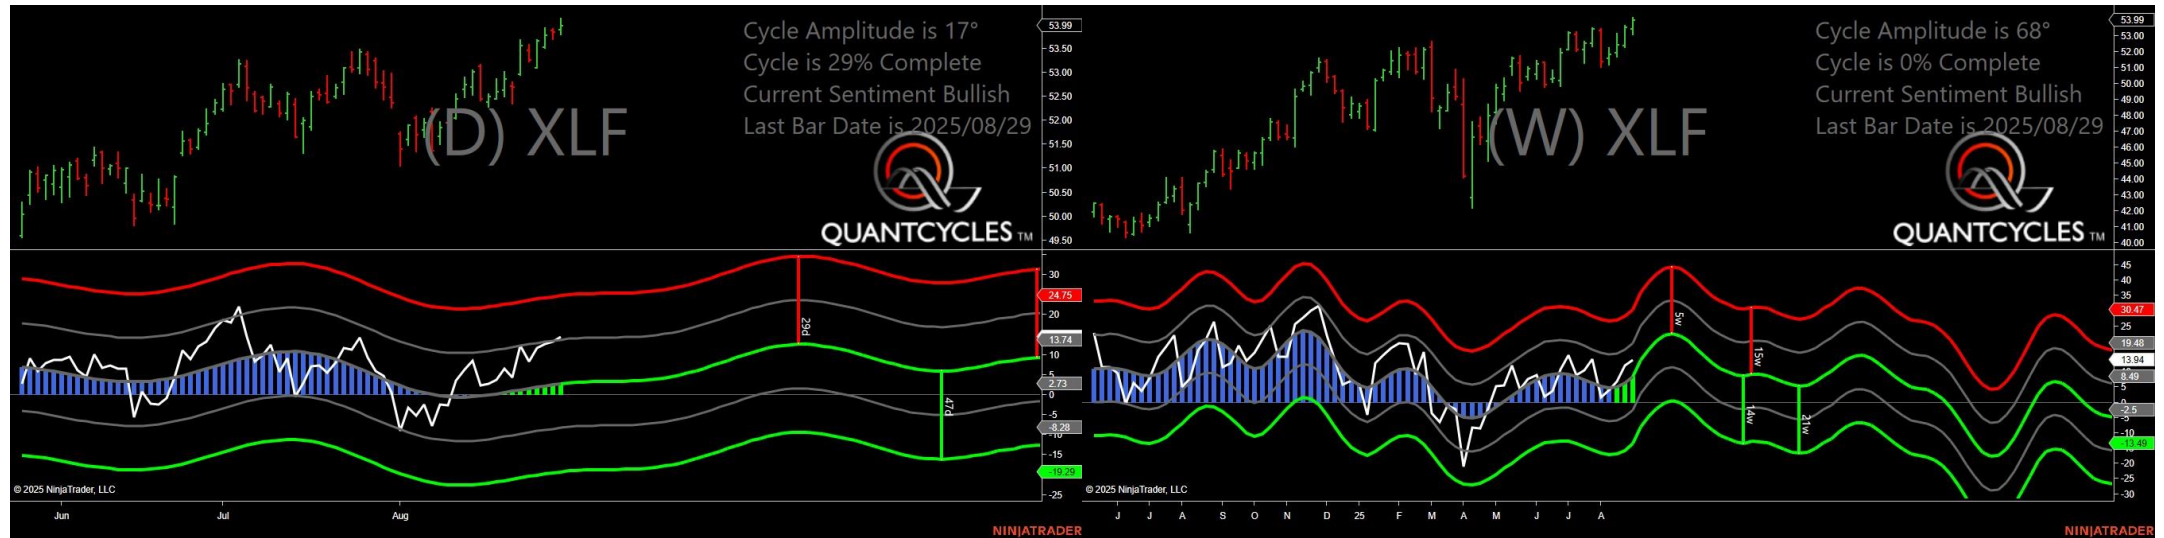 Cycle Amplitude is 17°
Cycle is 29% Complete
Current Sentiment Bullish
Last Bar Date is 2025/08/29
(D) XLF
QUANTCYCLES TM
53.99
53.50
53.00
52.50
52.00
51.50
51.00
50.50
50.00
49.50
30
24.75
20
13.74
10
5
2.73
0
-5
-8.28
-10
-15
-19.29
-25
29d
47d
© 2025 NinjaTrader, LLC
Jun
Jul
Aug
NINJATRADER
Cycle Amplitude is 68°
Cycle is 0% Complete
Current Sentiment Bullish
Last Bar Date is 2025/08/29
(W) XLF
QUANTCYCLES TM
53.99
53.00
52.00
51.00
50.00
49.00
48.00
47.00
46.00
45.00
44.00
43.00
42.00
41.00
40.00
45
40
35
30.47
25
19.48
13.94
8.49
5
0
-2.5
-5
-10
-13.49
-20
-25
-30
5w
15w
14w
21w
© 2025 NinjaTrader, LLC
J
J
A
S
O
N
D
25
F
M
A
M
J
J
A
NINJATRADER